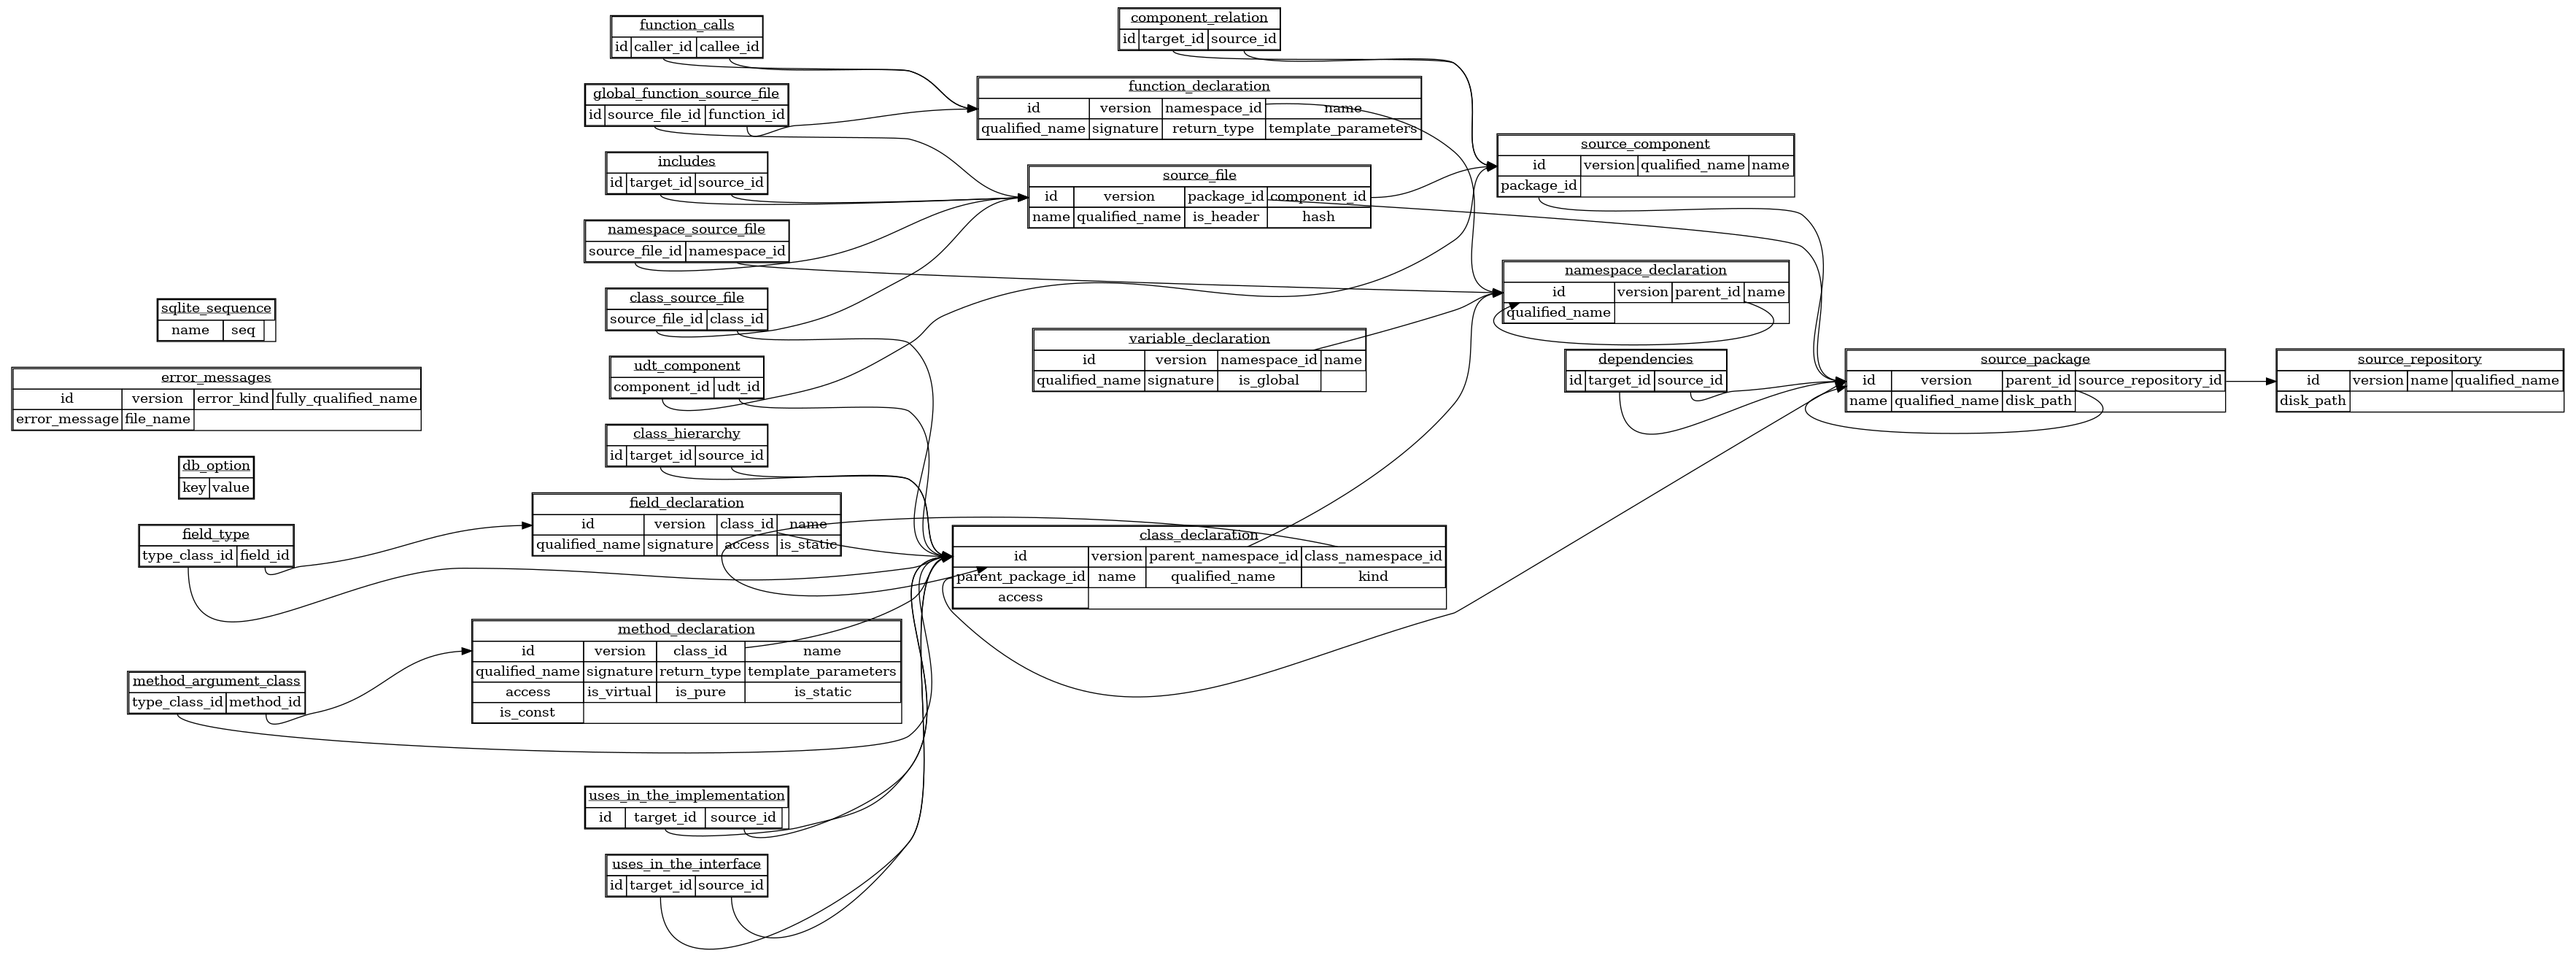 function_calls
id caller_id callee_id
component_relation
id target_id source_id
global_function_source_file
id source_file_id function_id
function_declaration
id version namespace_id name
qualified_name signature return_type template_parameters
includes
id target_id source_id
source_file
id version package_id component_id
name qualified_name is_header hash
source_component
id version qualified_name name
package_id
namespace_source_file
source_file_id namespace_id
namespace_declaration
id version parent_id name
qualified_name
class_source_file
source_file_id class_id
sqlite_sequence
name seq
variable_declaration
id version namespace_id name
qualified_name signature is_global
udt_component
component_id udt_id
dependencies
id target_id source_id
source_package
id version parent_id source_repository_id
name qualified_name disk_path
source_repository
id version name qualified_name
disk_path
error_messages
id version error_kind fully_qualified_name
error_message file_name
class_hierarchy
id target_id source_id
db_option
key value
field_declaration
id version class_id name
qualified_name signature access is_static
field_type
type_class_id field_id
class_declaration
id version parent_namespace_id class_namespace_id
parent_package_id name qualified_name kind
access
method_declaration
id version class_id name
qualified_name signature return_type template_parameters
access is_virtual is_pure is_static
is_const
method_argument_class
type_class_id method_id
uses_in_the_implementation
id target_id source_id
uses_in_the_interface
id target_id source_id